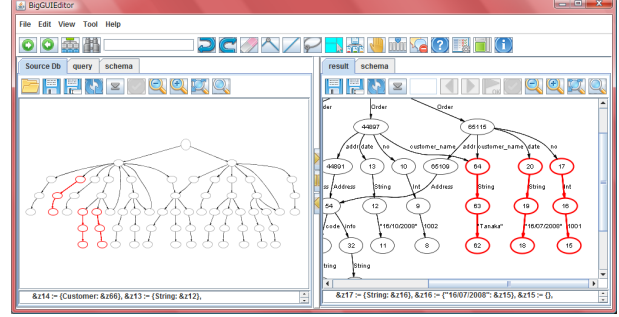 BigGUIEditor
File Edit View Tool Help
Source Db query schema
result schema
Order Order
44897 65115
addr date no customer_name addr customer_name date no
44891 13 10 65109 64 20 17
Address String Int Address String String Int
54 12 9 63 19 16
code info "16/10/2009" 1002 "Tanaka" "16/07/2008" 1001
32 11 8 62 18 15
String String
&z14 := {Customer: &z66}, &z13 := {String: &z12},
&z17 := {String: &z16}, &z16 := {"16/07/2008": &z15}, &z15 := {},